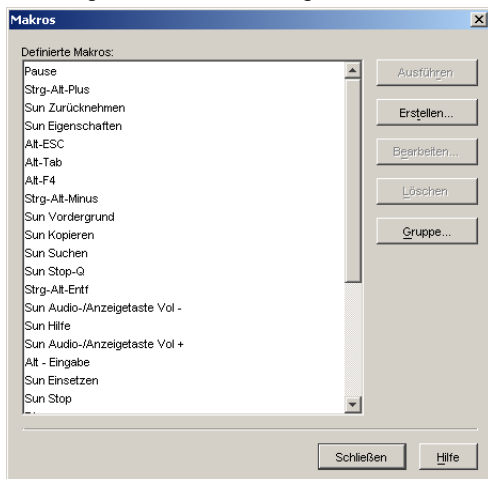 Makros
Definierte Makros:
Pause
Strg-Alt-Plus
Sun Zurücknehmen
Sun Eigenschaften
Alt-ESC
Alt-Tab
Alt-F4
Strg-Alt-Minus
Sun Vordergrund
Sun Kopieren
Sun Suchen
Sun Stop-Q
Strg-Alt-Entf
Sun Audio-/Anzeigetaste Vol -
Sun Hilfe
Sun Audio-/Anzeigetaste Vol +
Alt - Eingabe
Sun Einsetzen
Sun Stop
Ausführen
Erstellen...
Bearbeiten...
Löschen
Gruppe...
Schließen
Hilfe